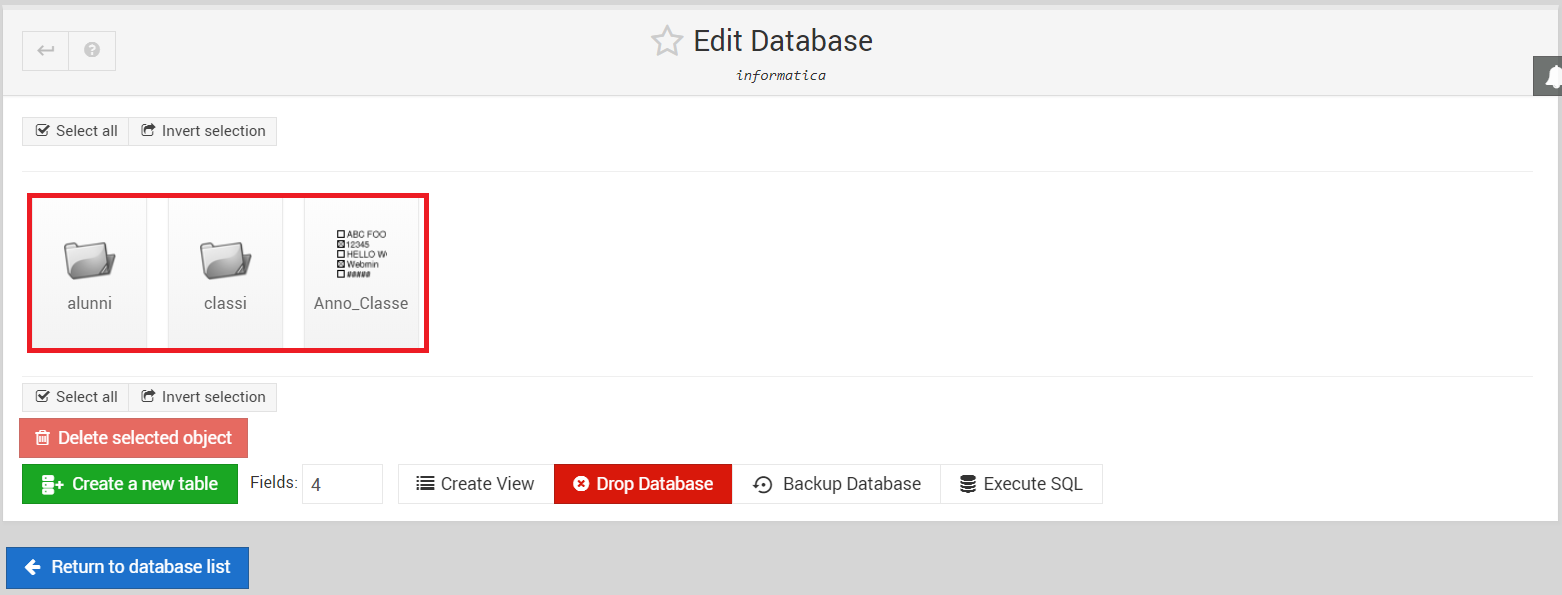 Edit Database
informatica
Select all Invert selection
ABC FOO
12345
HELLO W
Webmin
#####
alunni classi Anno_Classe
Select all Invert selection
Delete selected object
Create a new table Fields: 4 Create View Drop Database Backup Database Execute SQL
Return to database list